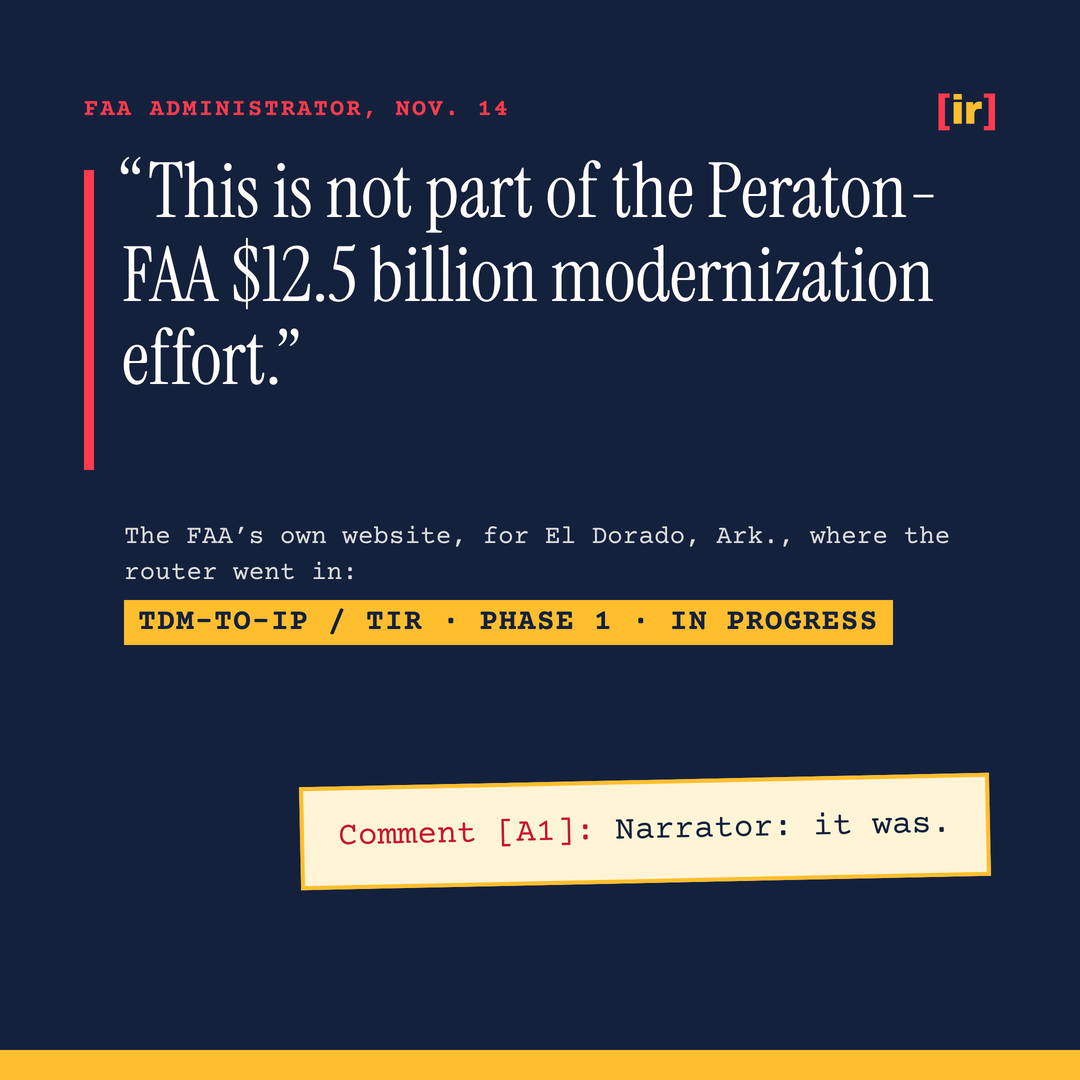 FAA ADMINISTRATOR, NOV. 14
[ir]
“This is not part of the Peraton–
FAA $12.5 billion modernization
effort.”
The FAA’s own website, for El Dorado, Ark., where the
router went in:
TDM–TO–IP / TIR · PHASE 1 · IN PROGRESS
Comment [A1]: Narrator: it was.